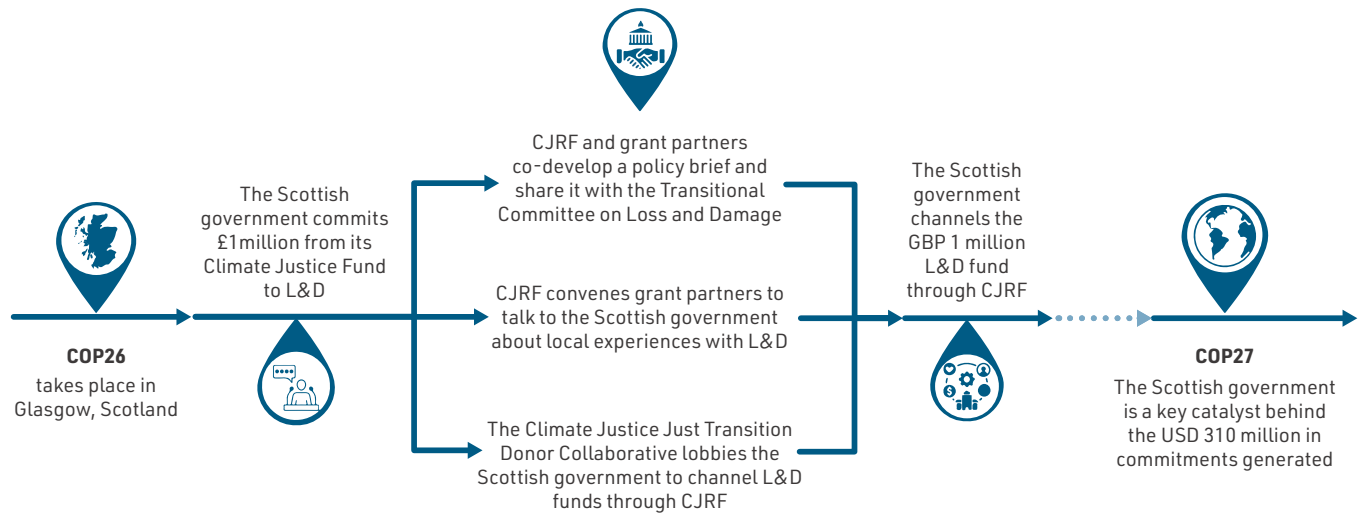 COP26
takes place in
Glasgow, Scotland
The Scottish
government commits
£1million from its
Climate Justice Fund
to L&D
CJRF and grant partners
co-develop a policy brief and
share it with the Transitional
Committee on Loss and Damage
CJRF convenes grant partners to
talk to the Scottish government
about local experiences with L&D
The Climate Justice Just Transition
Donor Collaborative lobbies the
Scottish government to channel L&D
funds through CJRF
The Scottish
government
channels the
GBP 1 million
L&D fund
through CJRF
$
COP27
The Scottish government
is a key catalyst behind
the USD 310 million in
commitments generated